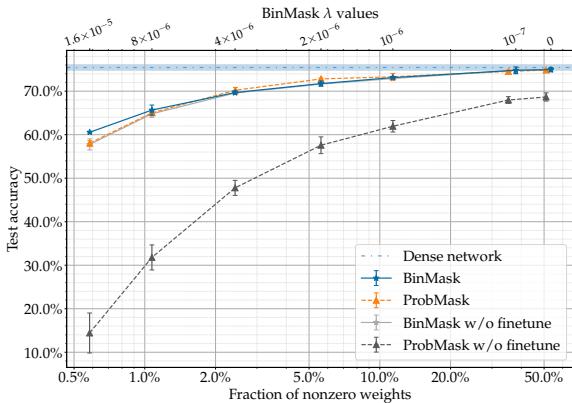 BinMask λ values
1.6×10⁻⁵ 8×10⁻⁶ 4×10⁻⁶ 2×10⁻⁶ 10⁻⁶ 10⁻⁷ 0
Test accuracy
70.0%
60.0%
50.0%
40.0%
30.0%
20.0%
10.0%
Dense network
BinMask
ProbMask
BinMask w/o finetune
ProbMask w/o finetune
0.5% 1.0% 2.0% 5.0% 10.0% 20.0% 50.0%
Fraction of nonzero weights